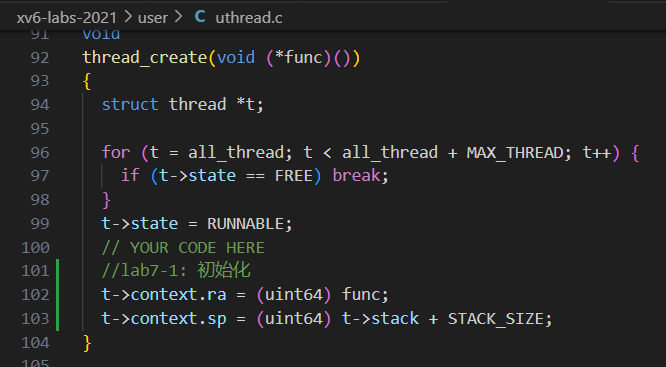 xv6-labs-2021 > user > C uthread.c
91 void
92 thread_create(void (*func)())
93 {
94 struct thread *t;
95
96 for (t = all_thread; t < all_thread + MAX_THREAD; t++) {
97 if (t->state == FREE) break;
98 }
99 t->state = RUNNABLE;
100 // YOUR CODE HERE
101 //lab7-1: 初始化
102 t->context.ra = (uint64) func;
103 t->context.sp = (uint64) t->stack + STACK_SIZE;
104 }
105